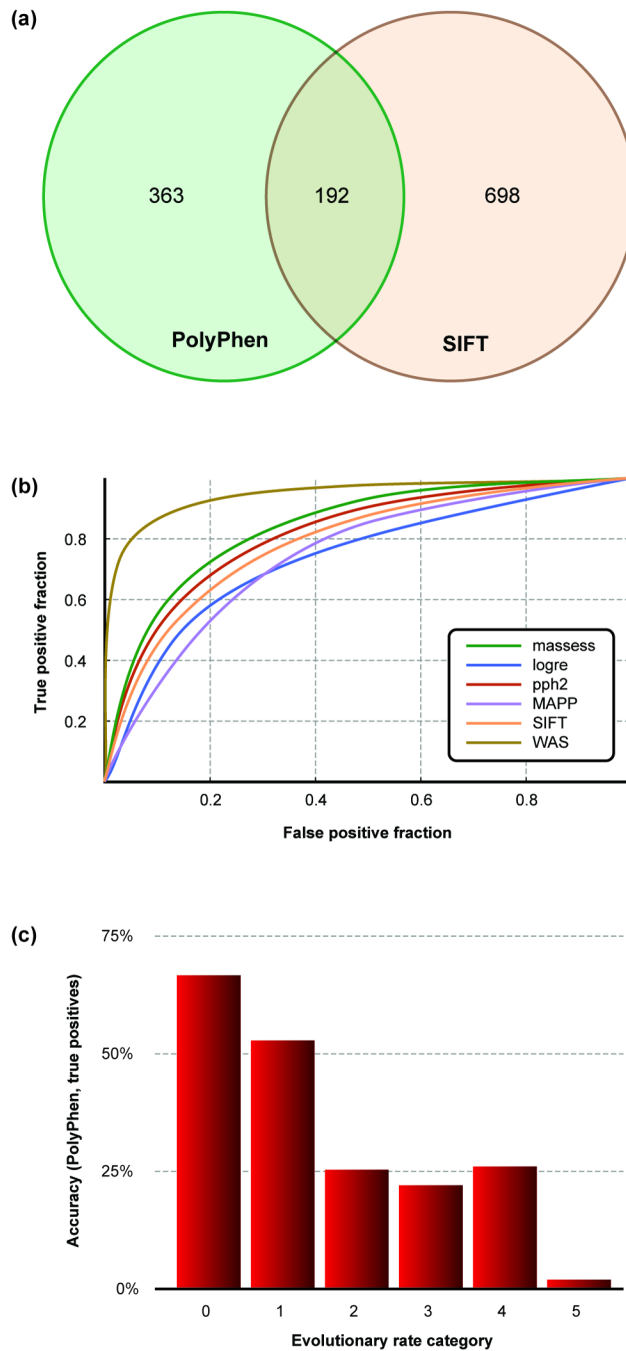 (a)
363 192 698
PolyPhen SIFT
(b)
True positive fraction
0.8
0.6
0.4
0.2
massess
logre
pph2
MAPP
SIFT
WAS
0.2 0.4 0.6 0.8
False positive fraction
(c)
Accuracy (PolyPhen, true positives)
75%
50%
25%
0%
0 1 2 3 4 5
Evolutionary rate category